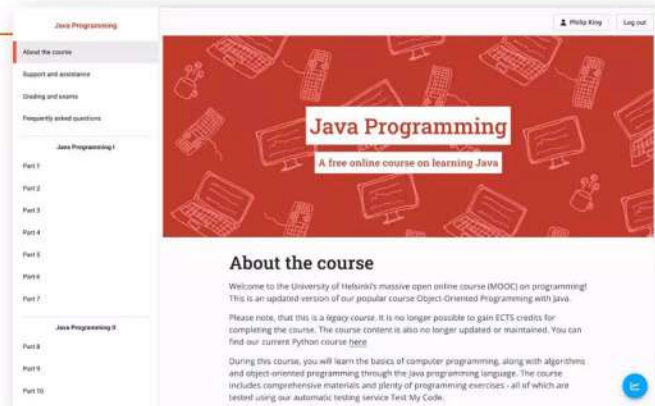 Java Programming
Philip King
Log out
About the course
Support and assistance
Grading and exams
Frequently asked questions
Java Programming I
Part 1
Part 2
Part 3
Part 4
Part 5
Part 6
Part 7
Java Programming II
Part 8
Part 9
Part 10
Java Programming
A free online course on learning Java
About the course
Welcome to the University of Helsinki's massive open online course (MOOC) on programming!
This is an updated version of our popular course Object-Oriented Programming with Java.
Please note, that this is a legacy course. It is no longer possible to gain ECTS credits for
completing the course. The course content is also no longer updated or maintained. You can
find our current Python course here
During this course, you will learn the basics of computer programming, along with algorithms
and object-oriented programming through the Java programming language. The course
includes comprehensive materials and plenty of programming exercises - all of which are
tested using our automatic testing service Test My Code.